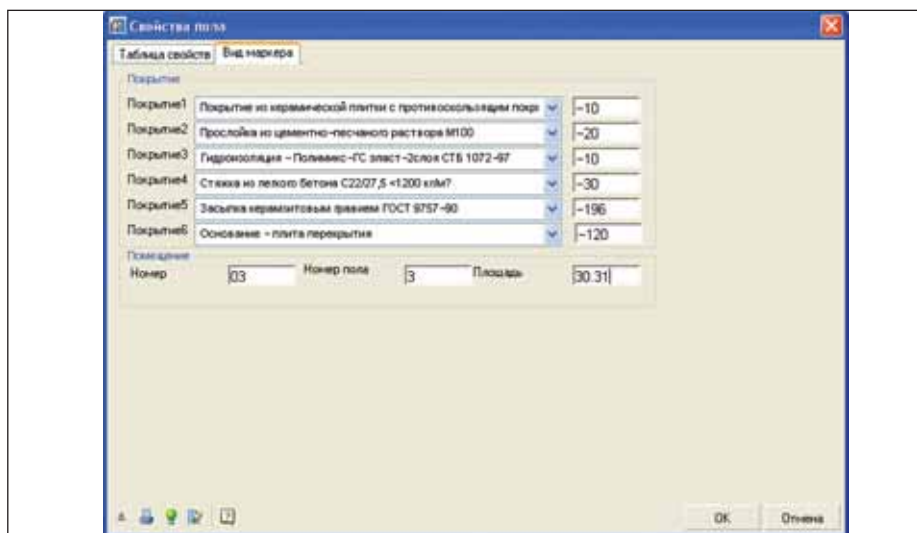 Свойства пола
Таблица свойств Вид маркера
Покрытие
Покрытие1 Покрытие из керамической плитки с противоскользящим покр -10
Покрытие2 Прослойка из цементно-песчаного раствора М100 -20
Покрытие3 Гидроизоляция - Полимикс-ГС эласт-2слоя СТБ 1072-97 -10
Покрытие4 Стяжка из легкого бетона С22/27,5 <1200 кг/м? -30
Покрытие5 Засыпка керамзитовым гравием ГОСТ 9757-90 -196
Покрытие6 Основание - плита перекрытия -120
Помещение
Номер 03 Номер пола 3 Площадь 30.31
ОК Отмена